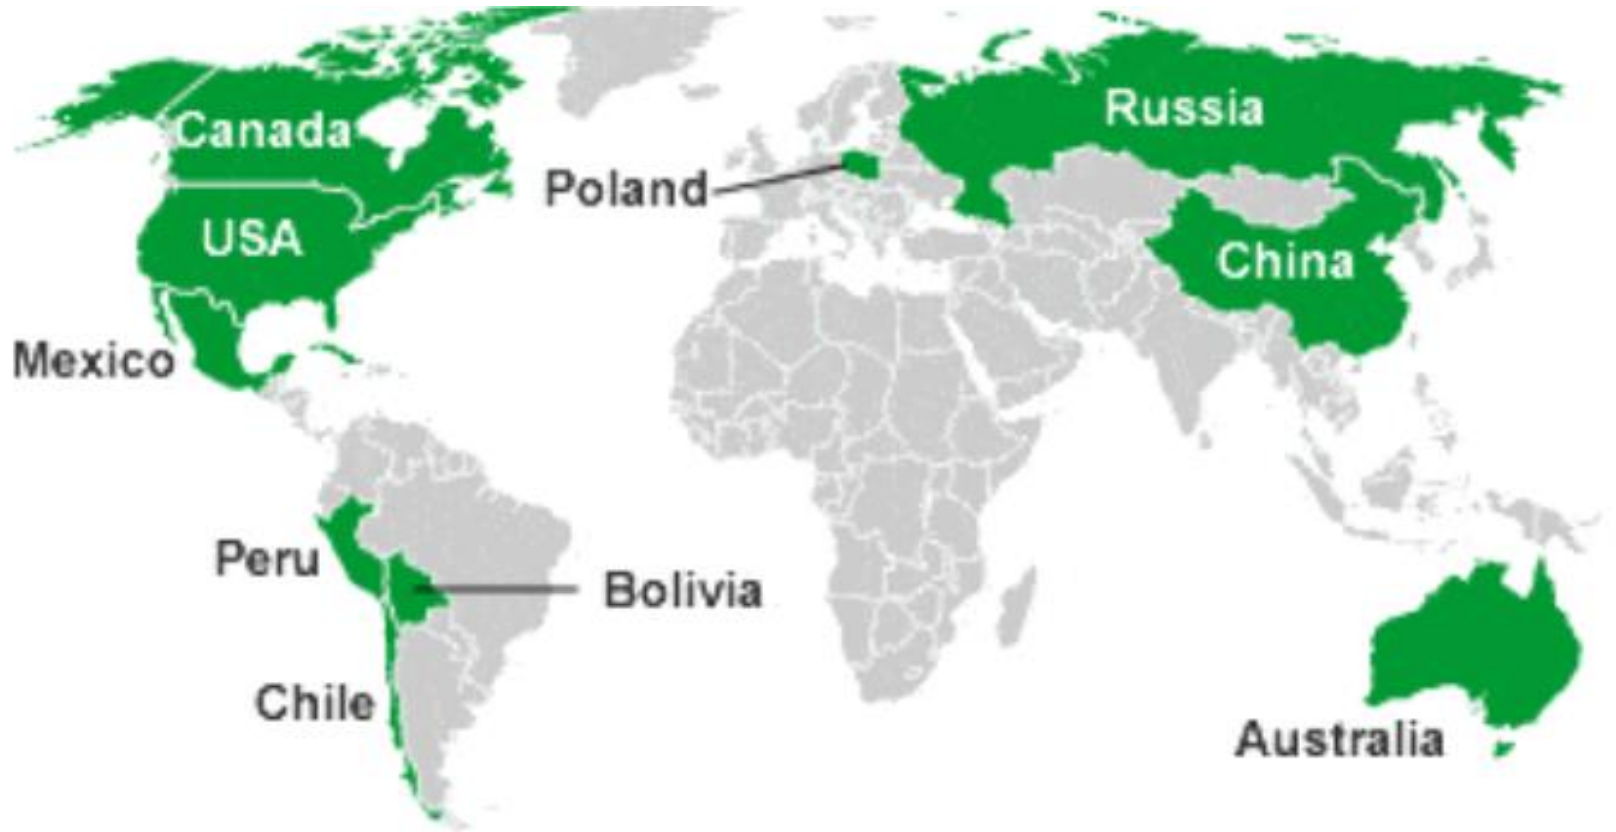 Canada
Russia
Poland
USA
China
Mexico
Peru
Bolivia
Chile
Australia